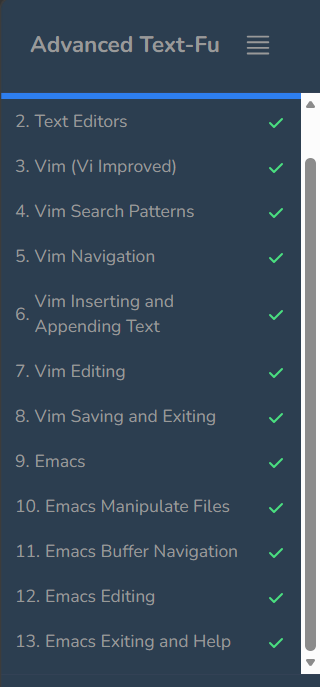 Advanced Text-Fu
2. Text Editors
3. Vim (Vi Improved)
4. Vim Search Patterns
5. Vim Navigation
6. Vim Inserting and
Appending Text
7. Vim Editing
8. Vim Saving and Exiting
9. Emacs
10. Emacs Manipulate Files
11. Emacs Buffer Navigation
12. Emacs Editing
13. Emacs Exiting and Help